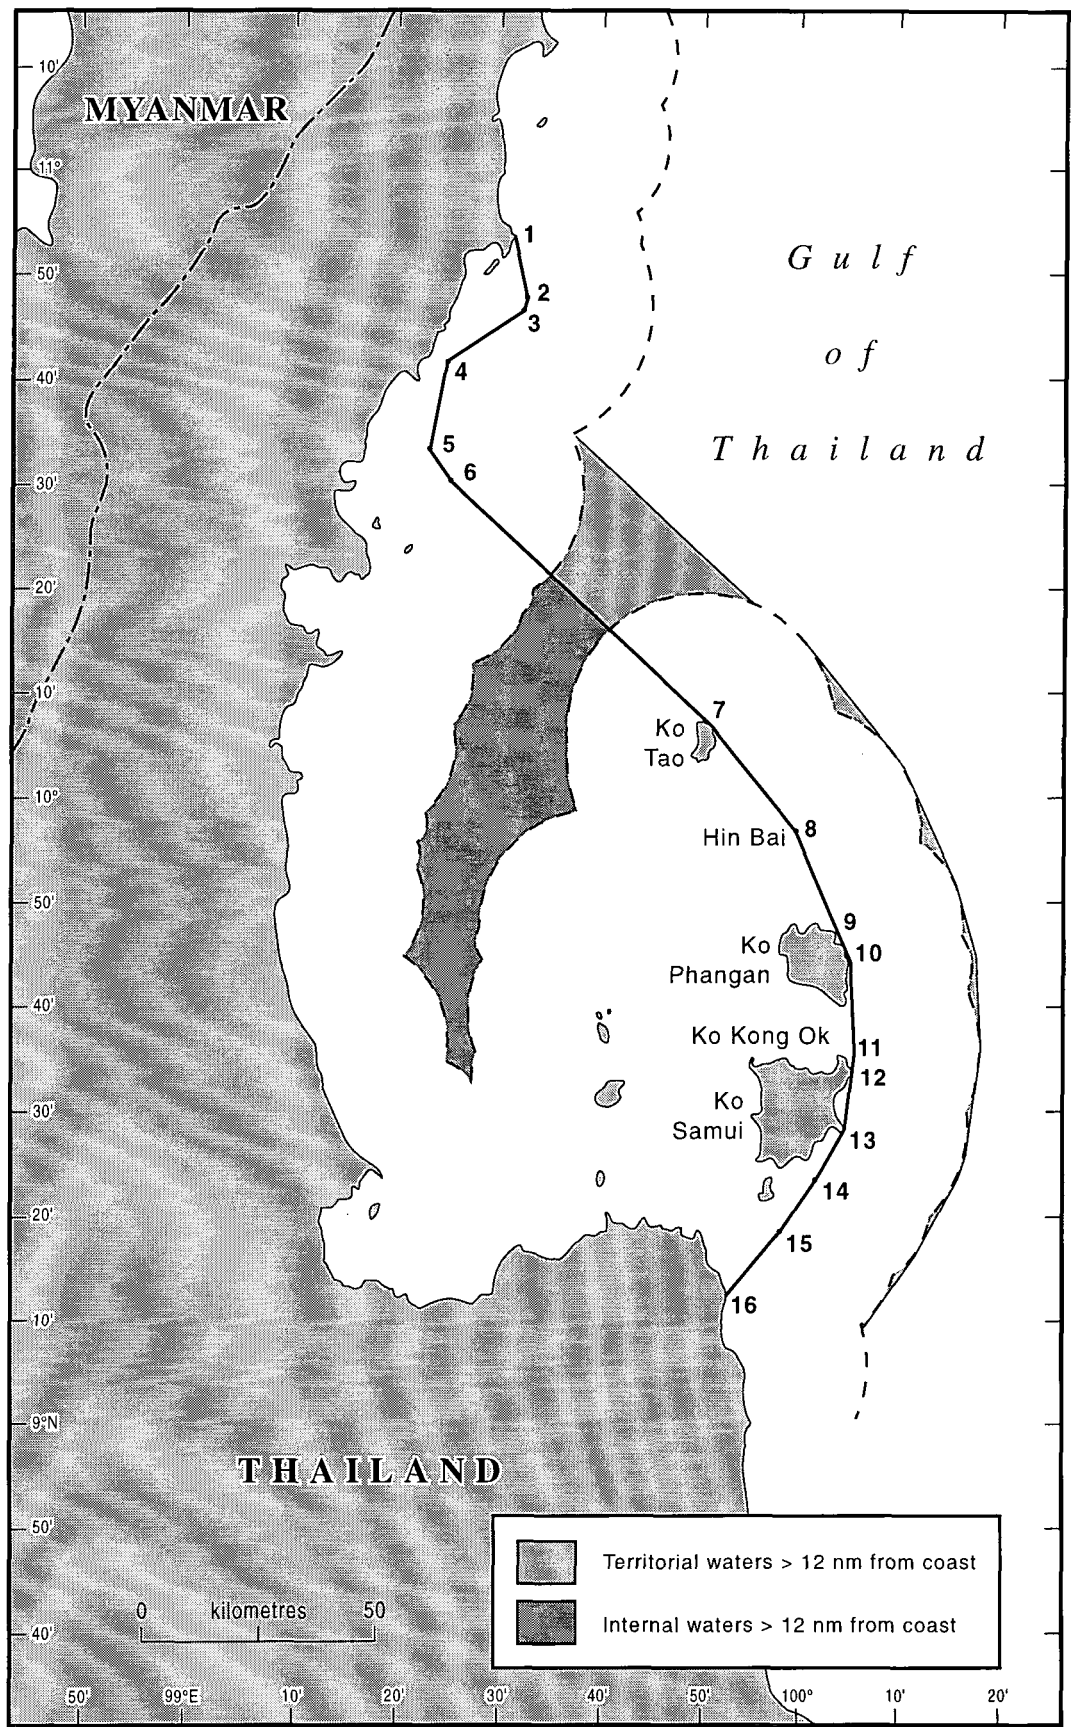 10'
MYANMAR
11°
1
50'
Gulf
2
3
of
40'
4
Thailand
5
6
30'
20'
10'
7
Ko
Tao
10°
8
Hin Bai
50'
9
Ko
10
Phangan
40'
Ko Kong Ok
11
12
30'
Ko
Samui
13
14
20'
15
16
10'
9°N
THAILAND
50'
Territorial waters > 12 nm from coast
0 kilometres 50
Internal waters > 12 nm from coast
40'
50' 99°E 10' 20' 30' 40' 50' 100° 10' 20'